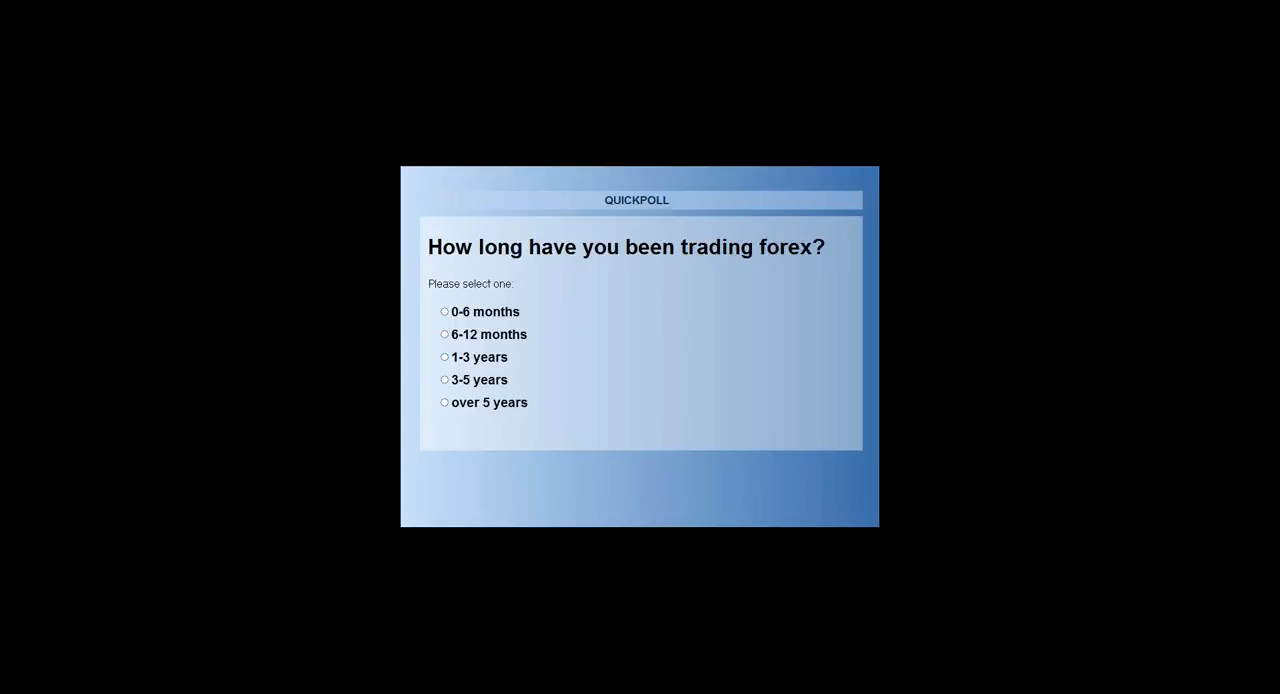 QUICKPOLL
How long have you been trading forex?
Please select one:
0-6 months
6-12 months
1-3 years
3-5 years
over 5 years